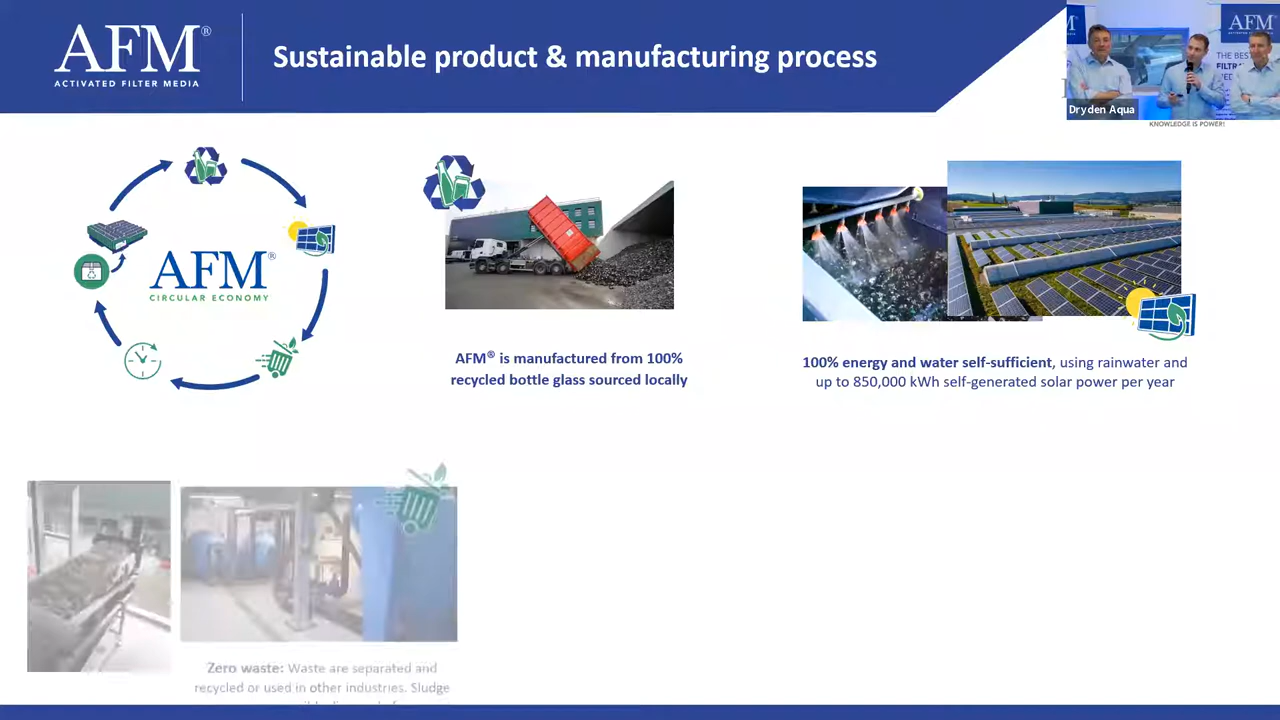 AFM®
ACTIVATED FILTER MEDIA
Sustainable product & manufacturing process
AFM
THE BES
FILTR
Dryden Aqua
KNOWLEDGE IS POWER!
AFM®
CIRCULAR ECONOMY
AFM® is manufactured from 100%
recycled bottle glass sourced locally
100% energy and water self-sufficient, using rainwater and
up to 850,000 kWh self-generated solar power per year
Zero waste: Waste are separated and
recycled or used in other industries. Sludge